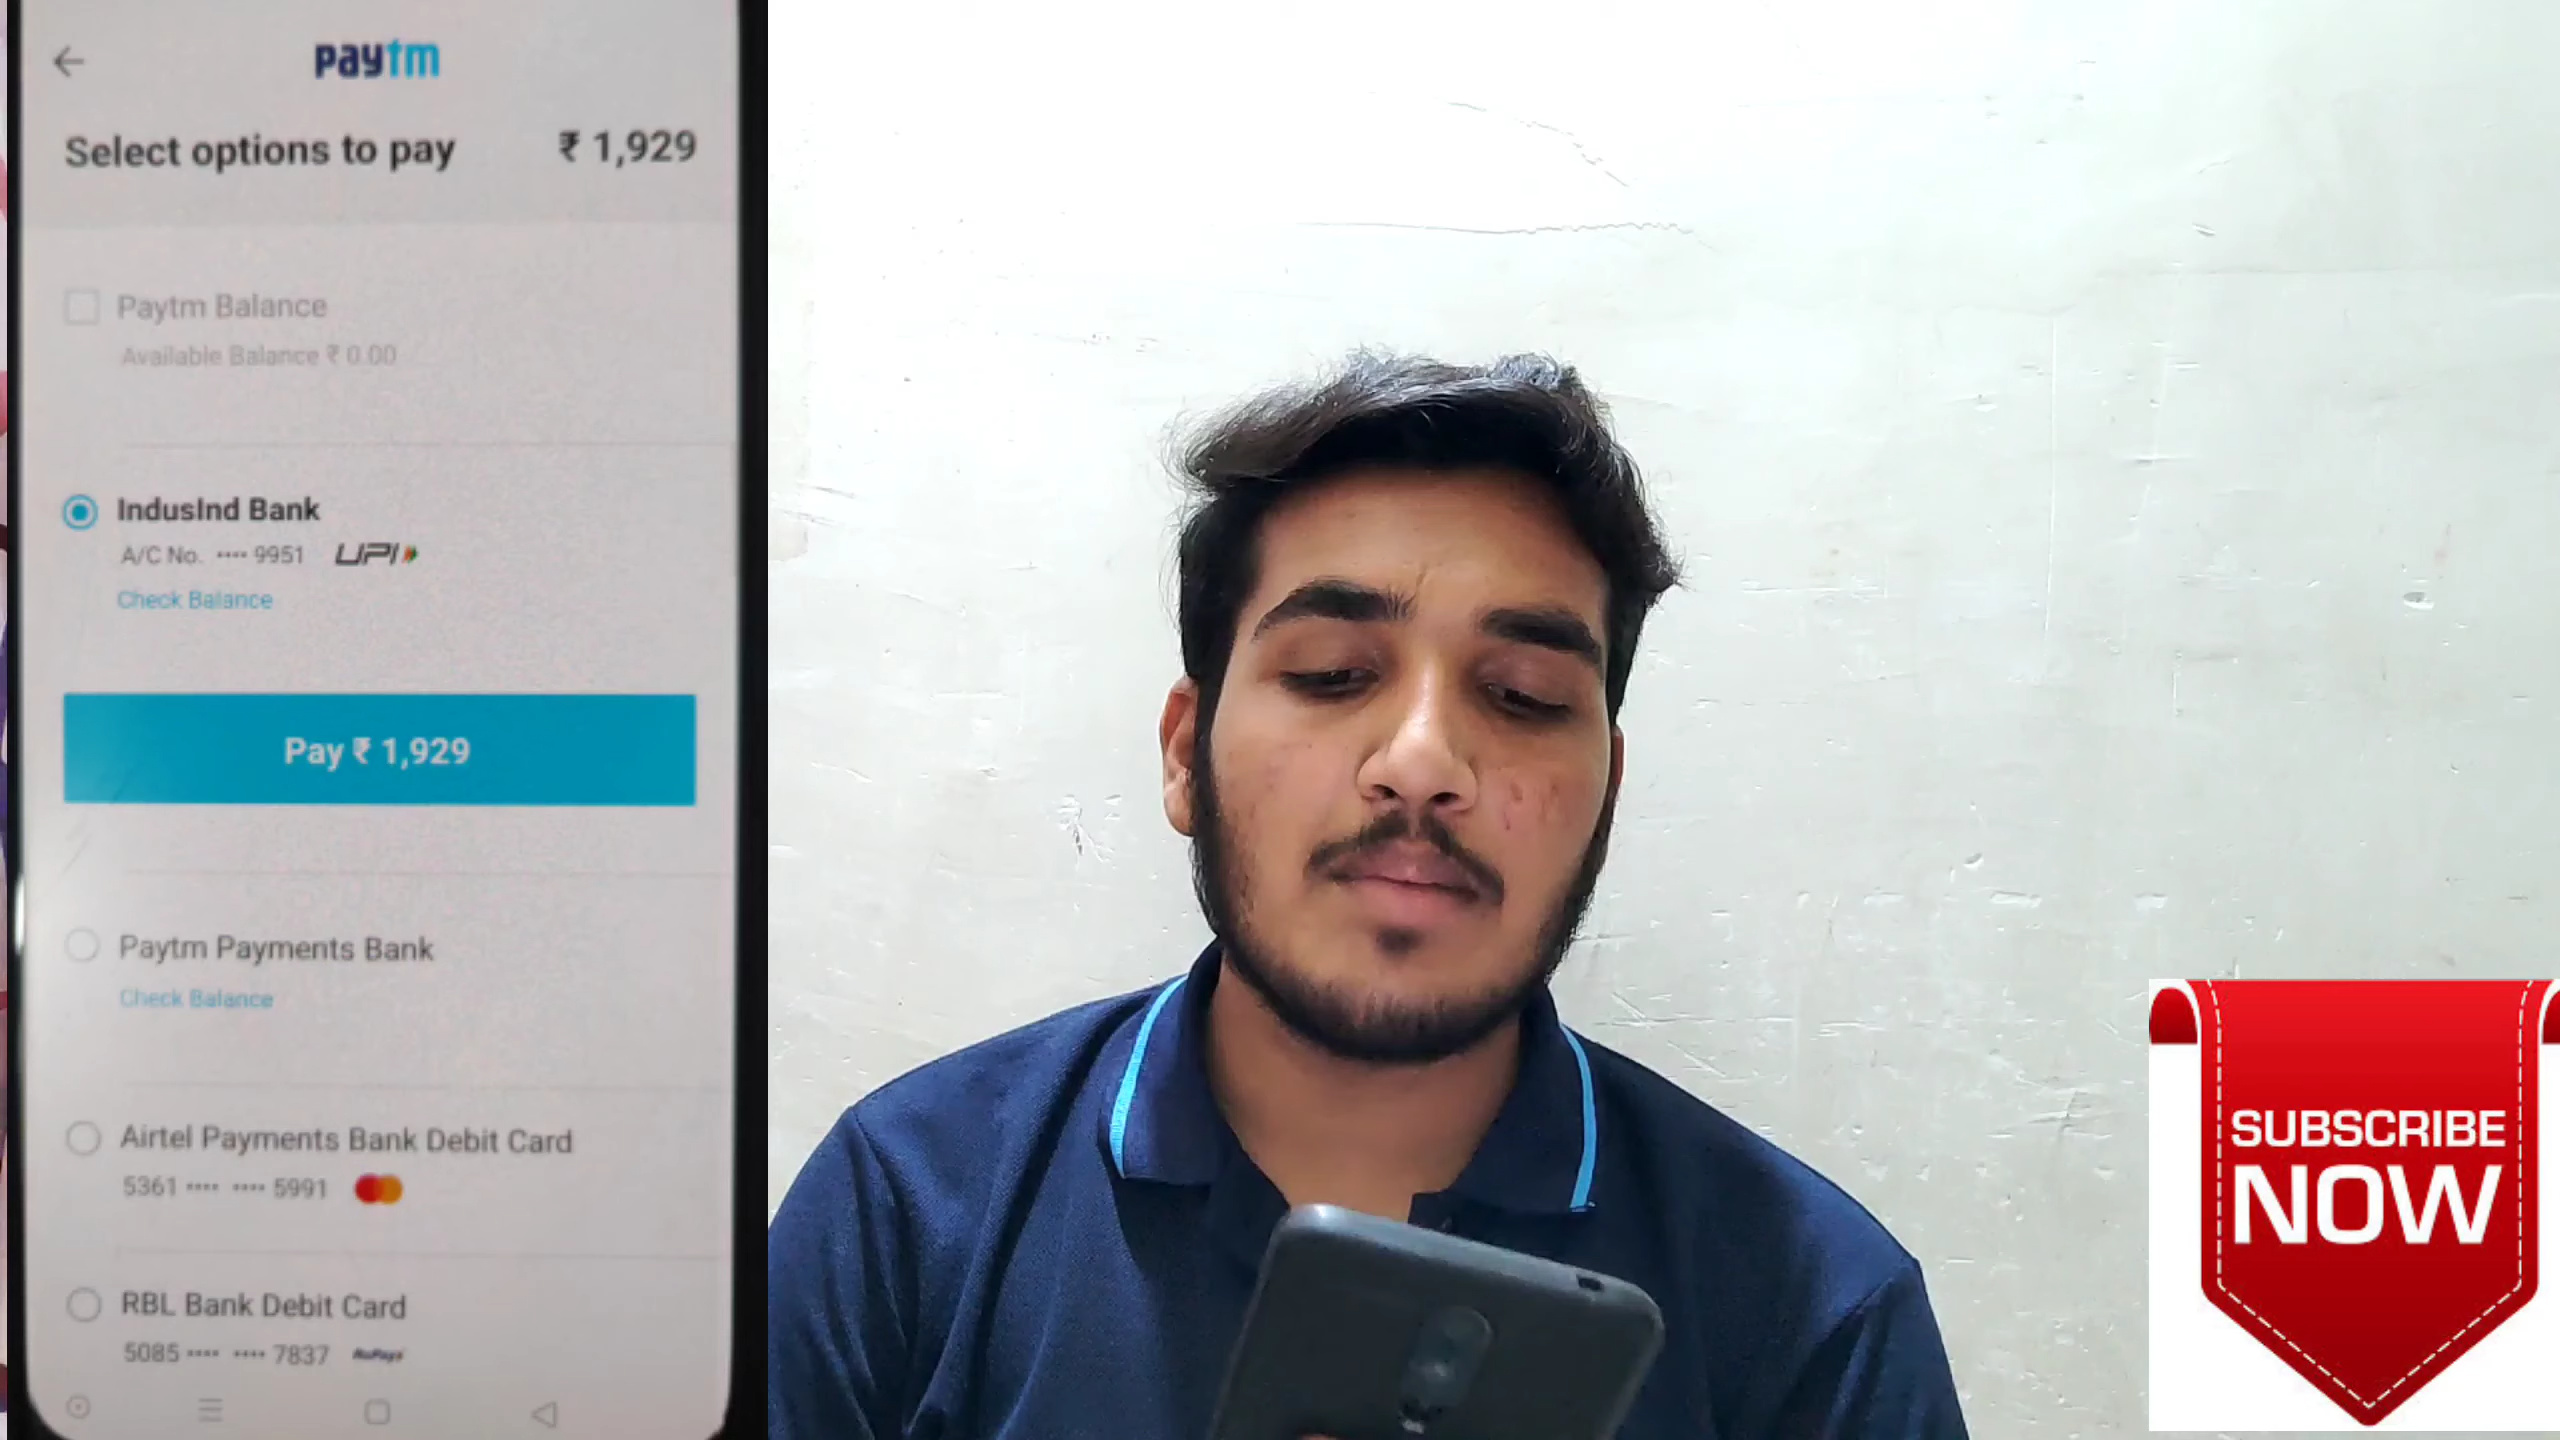 paytm
Select options to pay ₹ 1,929
Paytm Balance
Available Balance ₹ 0.00
IndusInd Bank
A/C No. •••• 9951 UPI
Check Balance
Pay ₹ 1,929
Paytm Payments Bank
Check Balance
Airtel Payments Bank Debit Card
5361 •••• •••• 5991
RBL Bank Debit Card
5085 •••• •••• 7837 RuPay
SUBSCRIBE
NOW